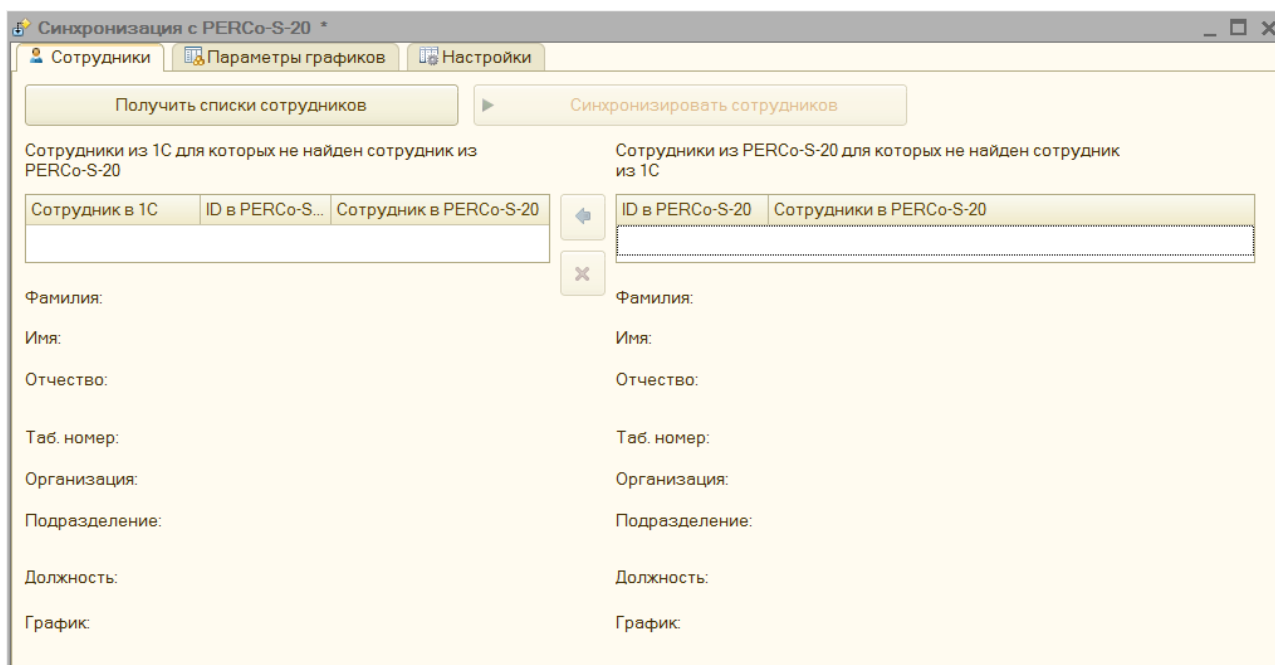 Синхронизация с PERCo-S-20 *
Сотрудники Параметры графиков Настройки
Получить списки сотрудников Синхронизировать сотрудников
Сотрудники из 1С для которых не найден сотрудник из
PERCo-S-20
Сотрудники из PERCo-S-20 для которых не найден сотрудник
из 1С
Сотрудник в 1С ID в PERCo-S... Сотрудник в PERCo-S-20
ID в PERCo-S-20 Сотрудники в PERCo-S-20
Фамилия: Фамилия:
Имя: Имя:
Отчество: Отчество:
Таб. номер: Таб. номер:
Организация: Организация:
Подразделение: Подразделение:
Должность: Должность:
График: График: